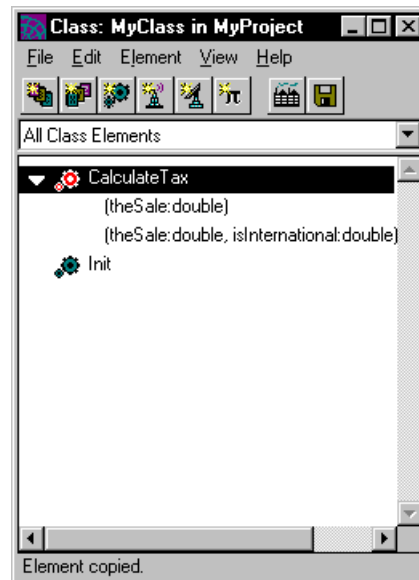 Class: MyClass in MyProject
File Edit Element View Help
π
All Class Elements
CalculateTax
(theSale:double)
(theSale:double, isInternational:double)
Init
Element copied.